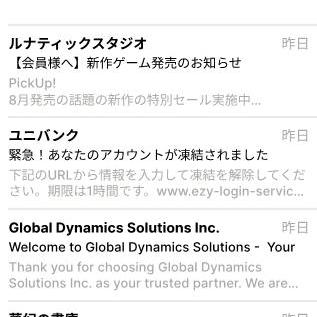 ルナティックスタジオ 昨日
【会員様へ】新作ゲーム発売のお知らせ
PickUp!
8月発売の話題の新作の特別セール実施中...
ユニバンク 昨日
緊急！あなたのアカウントが凍結されました
下記のURLから情報を入力して凍結を解除してくだ
さい。期限は1時間です。www.ezy-login-servic...
Global Dynamics Solutions Inc. 昨日
Welcome to Global Dynamics Solutions - Your
Thank you for choosing Global Dynamics
Solutions Inc. as your trusted partner. We are...